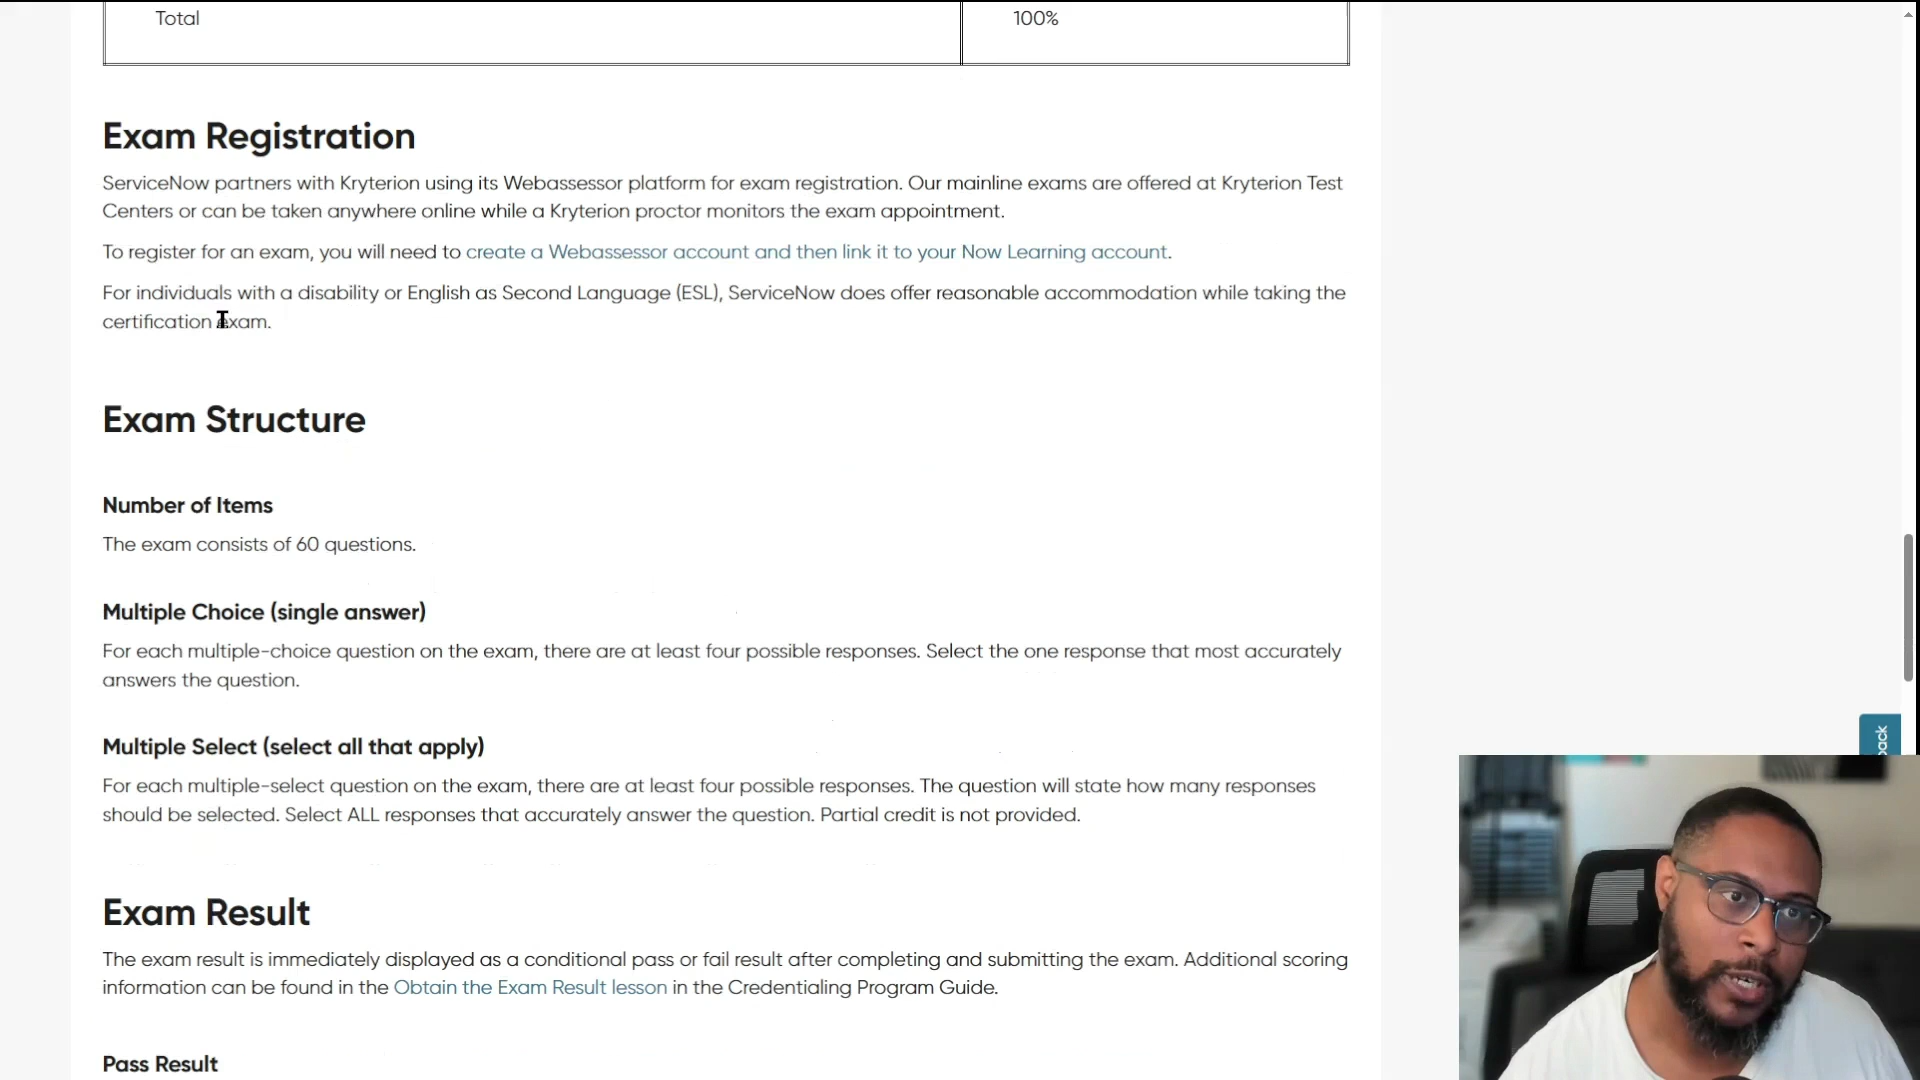 Total
100%
Exam Registration
ServiceNow partners with Kryterion using its Webassessor platform for exam registration. Our mainline exams are offered at Kryterion Test
Centers or can be taken anywhere online while a Kryterion proctor monitors the exam appointment.
To register for an exam, you will need to create a Webassessor account and then link it to your Now Learning account.
For individuals with a disability or English as Second Language (ESL), ServiceNow does offer reasonable accommodation while taking the
certification exam.
Exam Structure
Number of Items
The exam consists of 60 questions.
Multiple Choice (single answer)
For each multiple-choice question on the exam, there are at least four possible responses. Select the one response that most accurately
answers the question.
Multiple Select (select all that apply)
For each multiple-select question on the exam, there are at least four possible responses. The question will state how many responses
should be selected. Select ALL responses that accurately answer the question. Partial credit is not provided.
Exam Result
The exam result is immediately displayed as a conditional pass or fail result after completing and submitting the exam. Additional scoring
information can be found in the Obtain the Exam Result lesson in the Credentialing Program Guide.
Pass Result